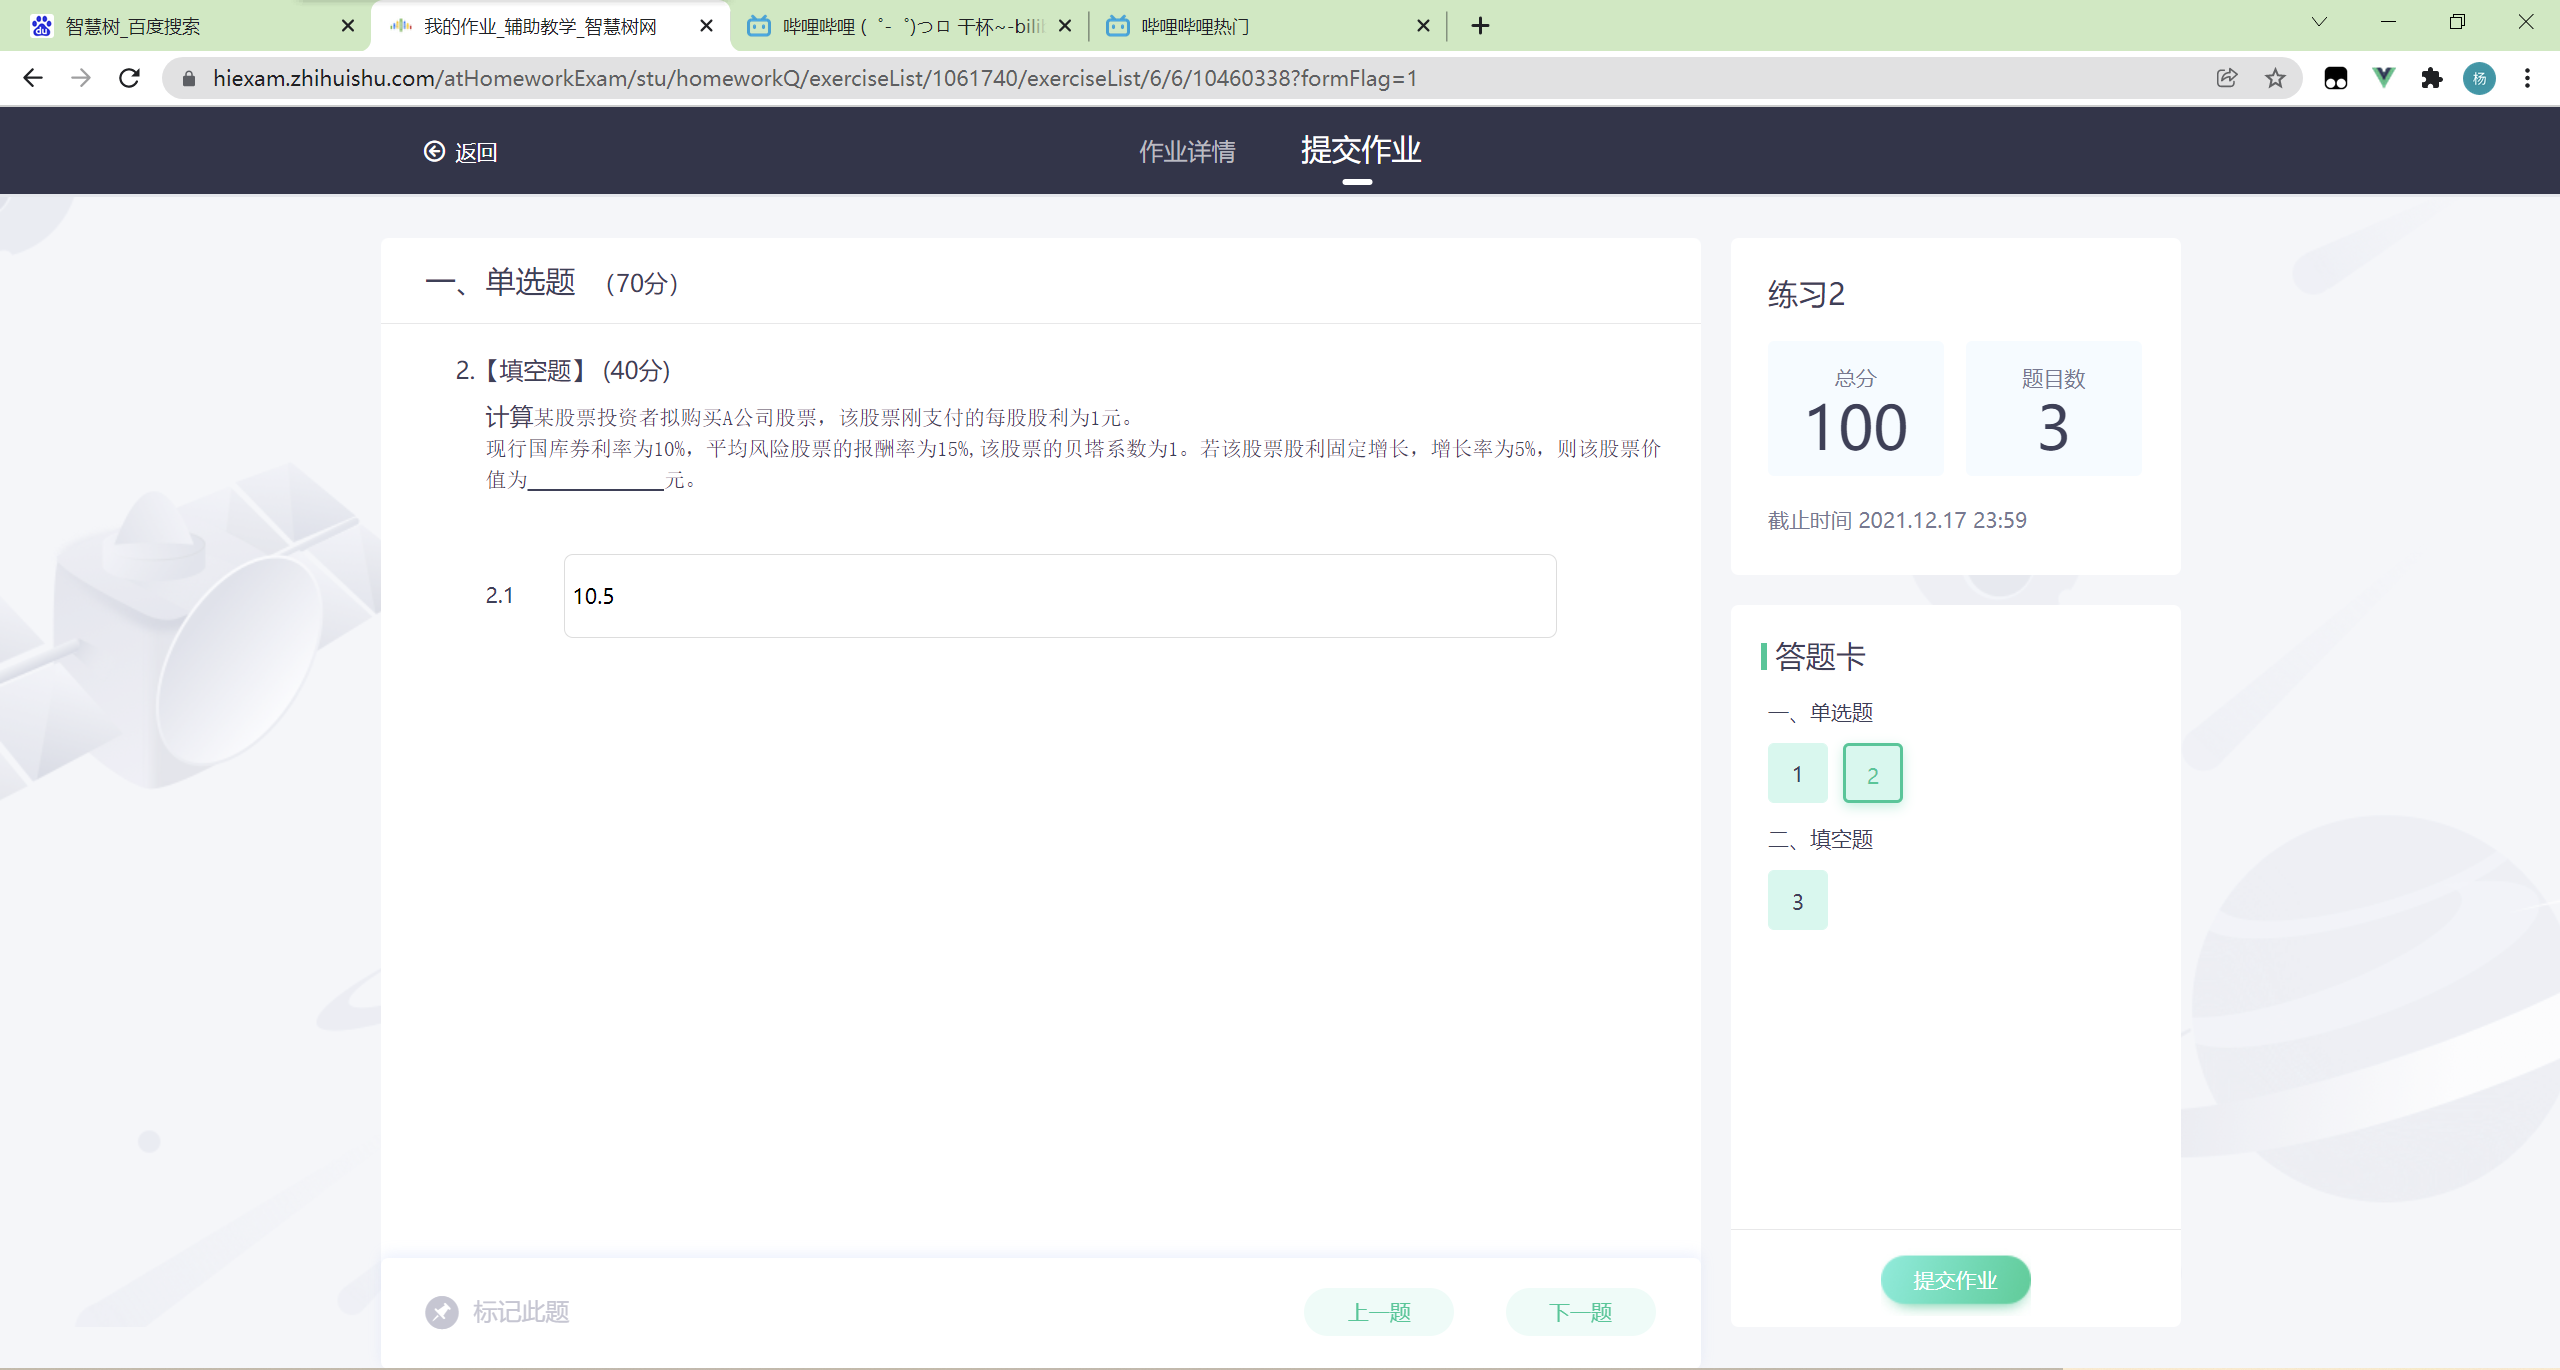 智慧树_百度搜索
我的作业_辅助教学_智慧树网
哔哩哔哩 (゜-゜)つロ 干杯~-bili
哔哩哔哩热门
hiexam.zhihuishu.com/atHomeworkExam/stu/homeworkQ/exerciseList/1061740/exerciseList/6/6/10460338?formFlag=1
杨
返回
作业详情
提交作业
一、单选题 （70分）
2.【填空题】 (40分)
计算某股票投资者拟购买A公司股票，该股票刚支付的每股股利为1元。
现行国库券利率为10%，平均风险股票的报酬率为15%,该股票的贝塔系数为1。若该股票股利固定增长，增长率为5%，则该股票价
值为____________元。
2.1
10.5
标记此题
上一题
下一题
练习2
总分
100
题目数
3
截止时间 2021.12.17 23:59
答题卡
一、单选题
1
2
二、填空题
3
提交作业